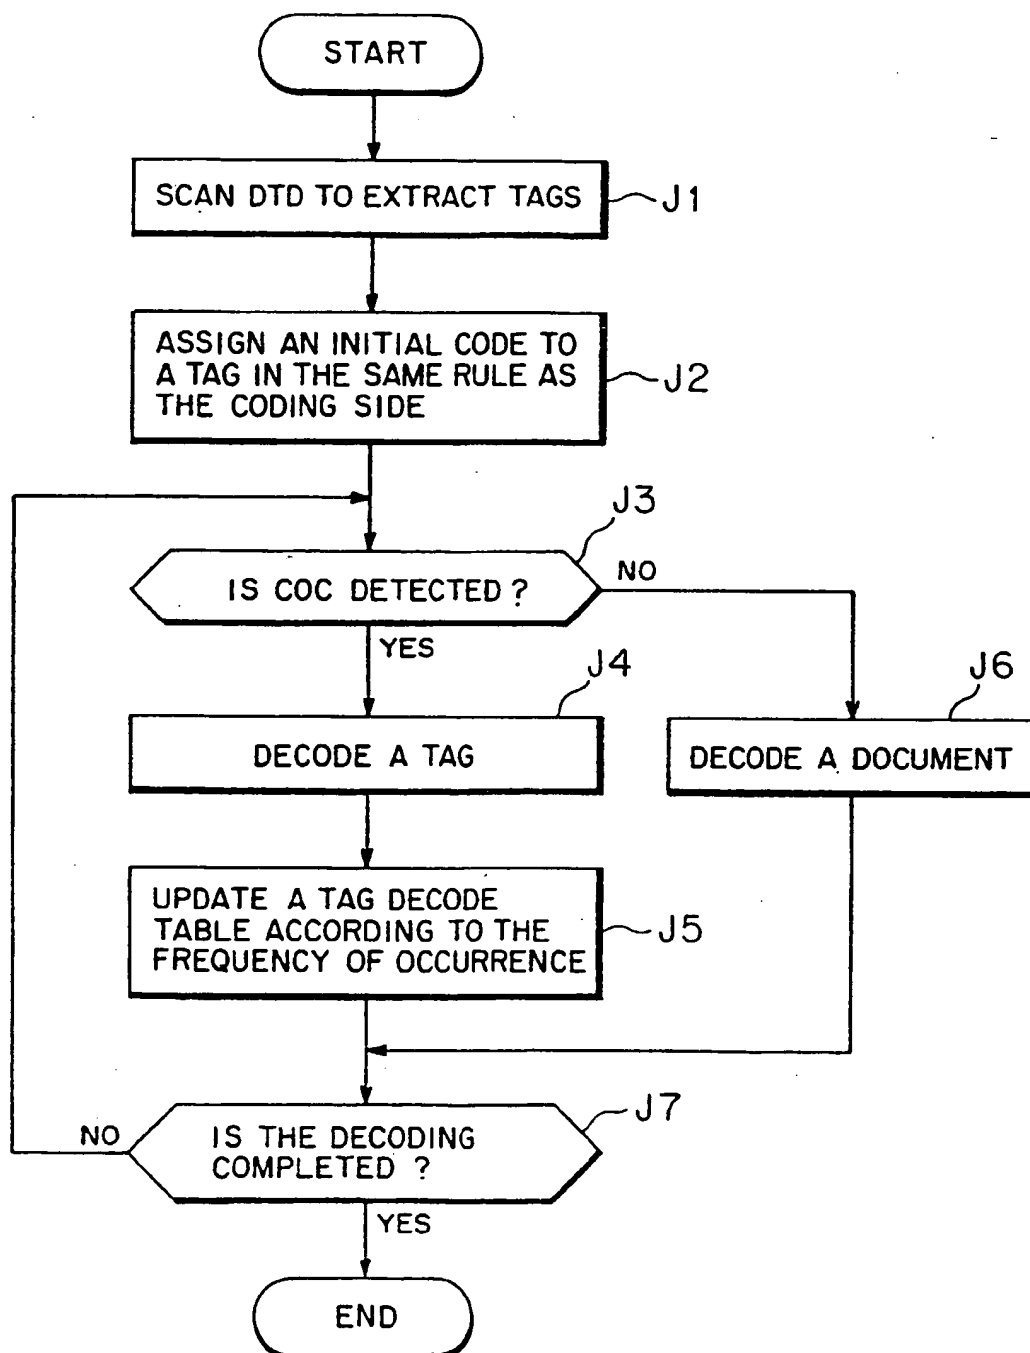 START
SCAN DTD TO EXTRACT TAGS
J1
ASSIGN AN INITIAL CODE TO
A TAG IN THE SAME RULE AS
THE CODING SIDE
J2
J3
IS COC DETECTED ?
NO
YES
J4
J6
DECODE A TAG
DECODE A DOCUMENT
UPDATE A TAG DECODE
TABLE ACCORDING TO THE
FREQUENCY OF OCCURRENCE
J5
J7
NO
IS THE DECODING
COMPLETED ?
YES
END